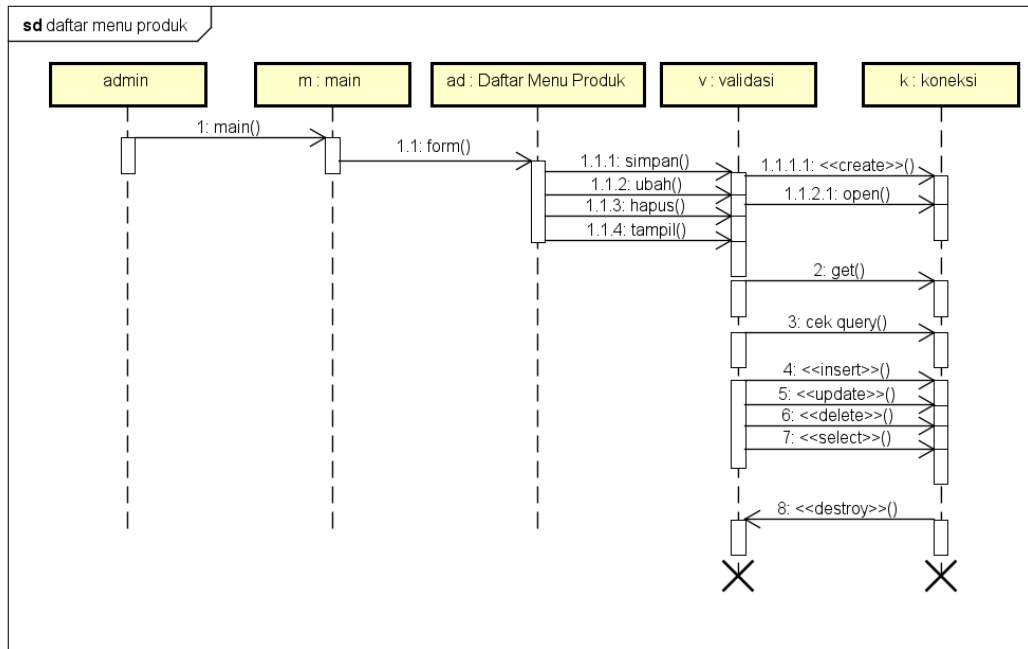 sd daftar menu produk
admin
m : main
ad : Daftar Menu Produk
v : validasi
k : koneksi
1: main()
1.1: form()
1.1.1: simpan()
1.1.1.1: <<create>>()
1.1.2: ubah()
1.1.2.1: open()
1.1.3: hapus()
1.1.4: tampil()
2: get()
3: cek query()
4: <<insert>>()
5: <<update>>()
6: <<delete>>()
7: <<select>>()
8: <<destroy>>()